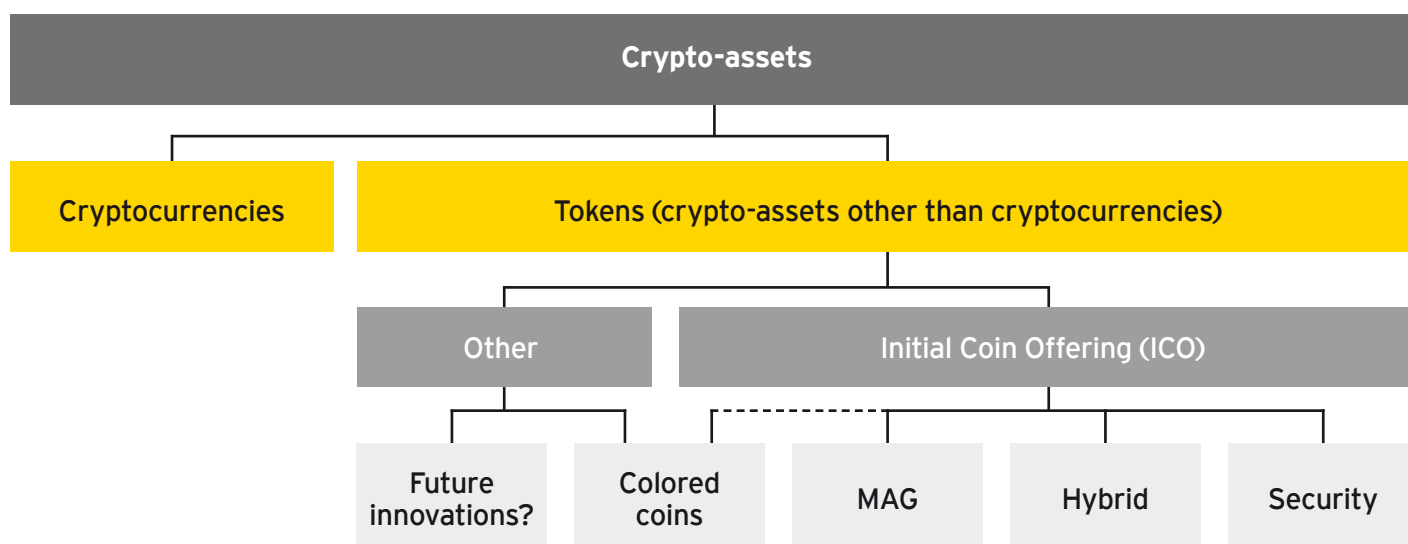 Crypto-assets
Cryptocurrencies
Tokens (crypto-assets other than cryptocurrencies)
Other
Initial Coin Offering (ICO)
Future
innovations?
Colored
coins
MAG
Hybrid
Security